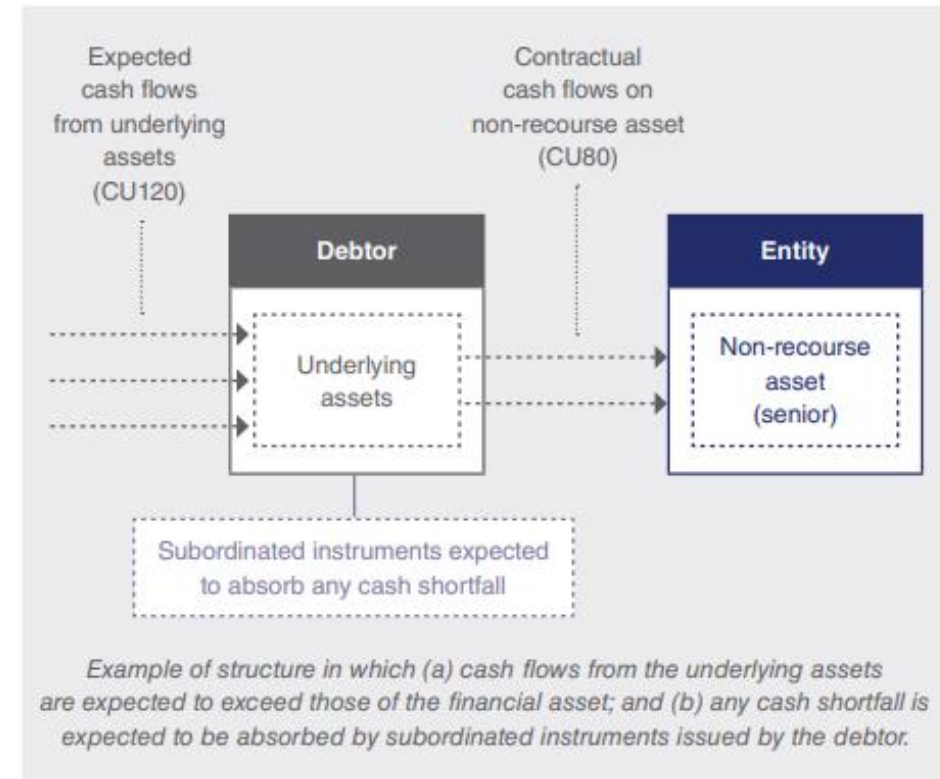 Expected
cash flows
from underlying
assets
(CU120)
Contractual
cash flows on
non-recourse asset
(CU80)
Debtor
Entity
Underlying
assets
Non-recourse
asset
(senior)
Subordinated instruments expected
to absorb any cash shortfall
Example of structure in which (a) cash flows from the underlying assets
are expected to exceed those of the financial asset; and (b) any cash shortfall is
expected to be absorbed by subordinated instruments issued by the debtor.